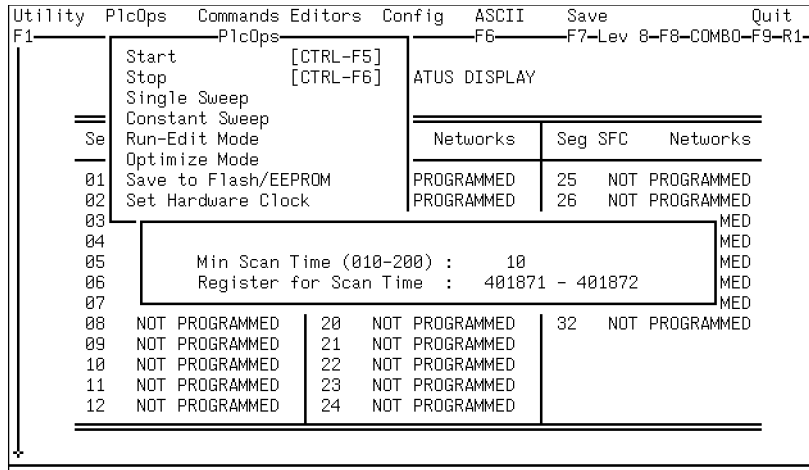 Utility PlcOps Commands Editors Config ASCII Save Quit
F1 PlcOps F6 F7-Lev 8-F8-COMBO-F9-R1-
Start [CTRL-F5]
Stop [CTRL-F6] ATUS DISPLAY
Single Sweep
Constant Sweep
Se Run-Edit Mode Networks Seg SFC Networks
Optimize Mode
01 Save to Flash/EEPROM PROGRAMMED 25 NOT PROGRAMMED
02 Set Hardware Clock PROGRAMMED 26 NOT PROGRAMMED
03 MED
04 MED
05 Min Scan Time (010-200) : 10 MED
06 Register for Scan Time : 401871 - 401872 MED
07 MED
08 NOT PROGRAMMED 20 NOT PROGRAMMED 32 NOT PROGRAMMED
09 NOT PROGRAMMED 21 NOT PROGRAMMED
10 NOT PROGRAMMED 22 NOT PROGRAMMED
11 NOT PROGRAMMED 23 NOT PROGRAMMED
12 NOT PROGRAMMED 24 NOT PROGRAMMED